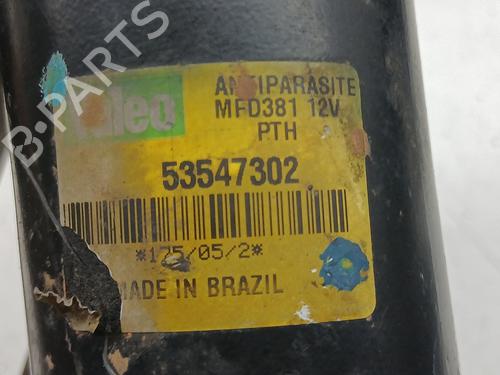 B-PARTS
Valeo
ANTIPARASITE
MFD381 12V
PTH
53547302
*175/05/2*
MADE IN BRAZIL